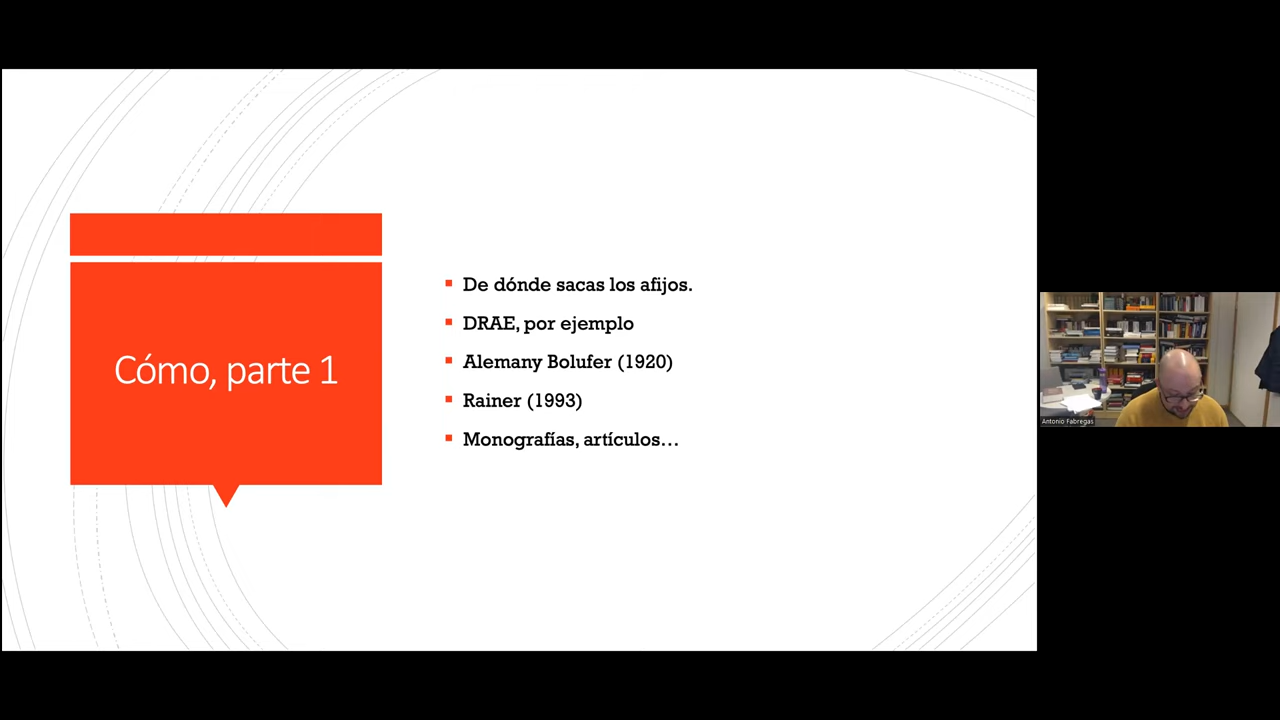 Cómo, parte 1
De dónde sacas los afijos.
DRAE, por ejemplo
Alemany Bolufer (1920)
Rainer (1993)
Monografías, artículos...
Antonio Fabregas